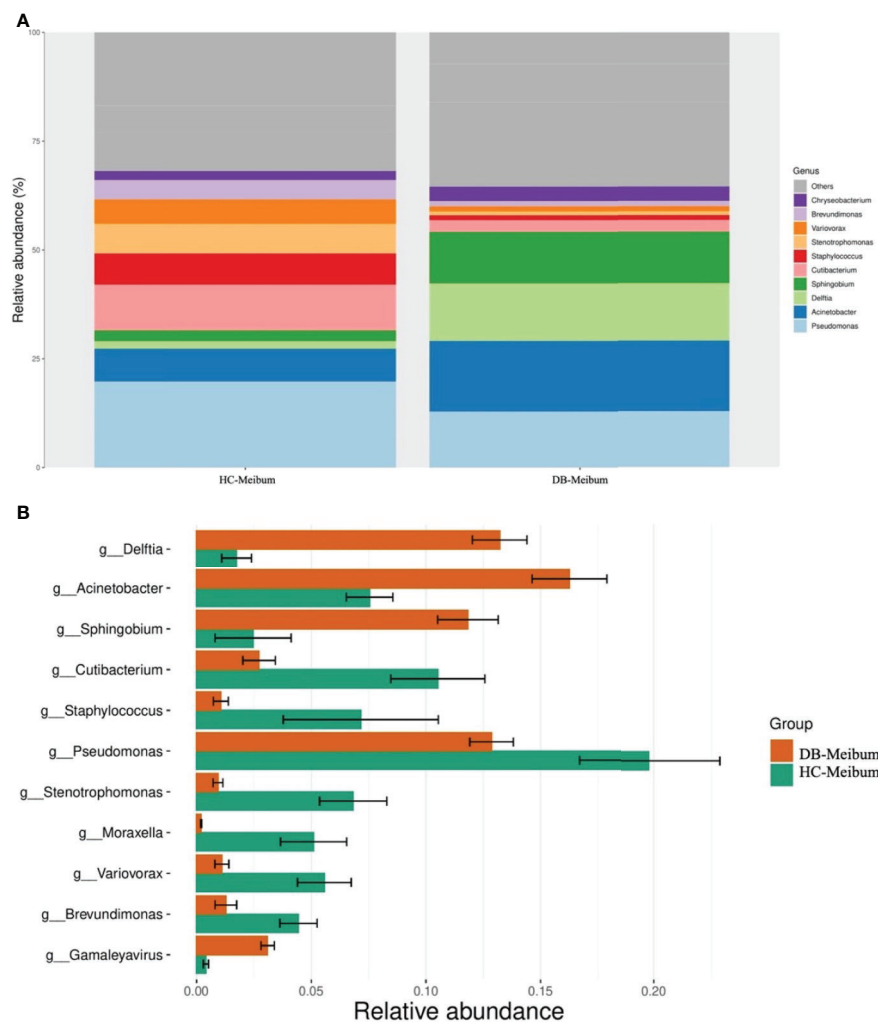 A
100
75
50
25
0
Relative abundance (%)
HC-Meibum
DB-Meibum
Genus
Others
Chryseobacterium
Brevundimonas
Variovorax
Stenotrophomonas
Staphylococcus
Cutibacterium
Sphingobium
Delftia
Acinetobacter
Pseudomonas
B
g__Delftia
g__Acinetobacter
g__Sphingobium
g__Cutibacterium
g__Staphylococcus
g__Pseudomonas
g__Stenotrophomonas
g__Moraxella
g__Variovorax
g__Brevundimonas
g__Gamaleyavirus
0.00 0.05 0.10 0.15 0.20
Relative abundance
Group
DB-Meibum
HC-Meibum